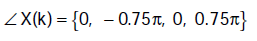 ∠X(k) = {0, – 0.75π, 0, 0.75π}